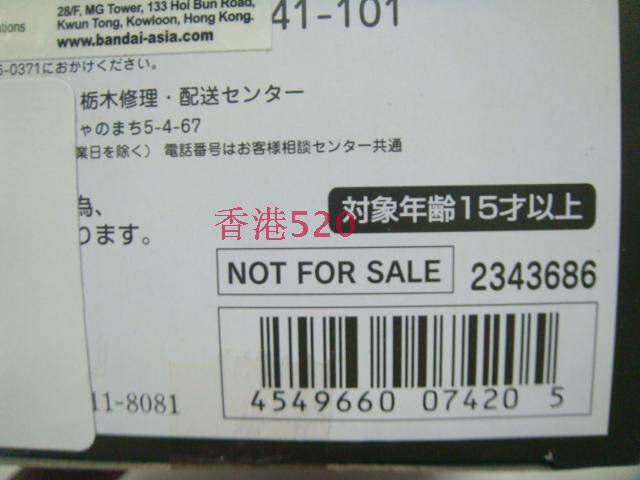 28/F, MG Tower, 133 Hoi Bun Road,
Kwun Tong, Kowloon, Hong Kong.
www.bandai-asia.com
41-101
-0371におかけください。
栃木修理・配送センター
ゃのまち5-4-67
業日を除く） 電話番号はお客様相談センター共通
為、
ります。
香港520
対象年齢15才以上
NOT FOR SALE
2343686
11-8081
4549660 07420 5